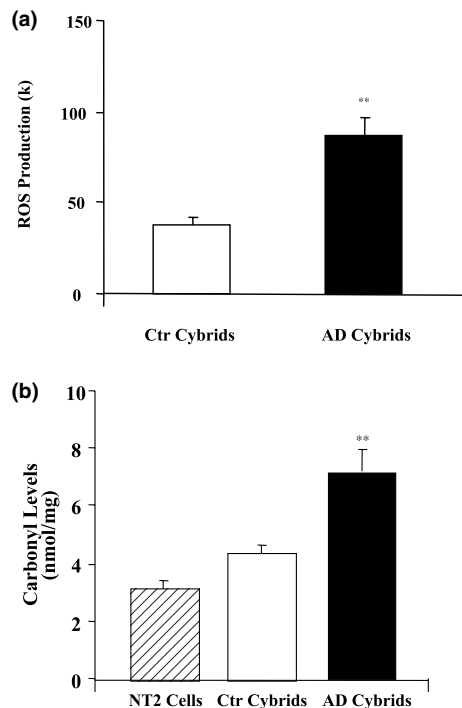 (a)
ROS Production (k)
150
100
50
0
**
Ctr Cybrids
AD Cybrids
(b)
Carbonyl Levels
(nmol/mg)
10
8
6
4
2
0
**
NT2 Cells
Ctr Cybrids
AD Cybrids